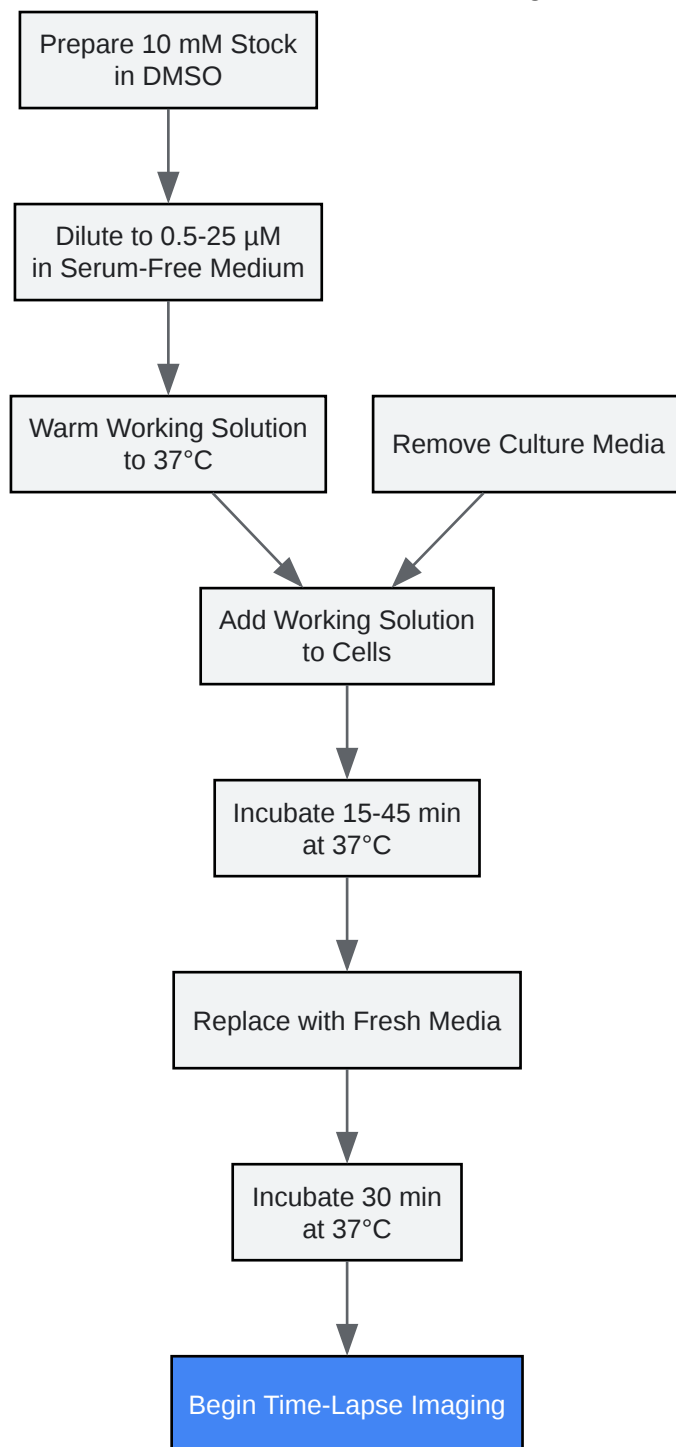 Prepare 10 mM Stock
in DMSO
Dilute to 0.5-25 µM
in Serum-Free Medium
Warm Working Solution
to 37°C
Remove Culture Media
Add Working Solution
to Cells
Incubate 15-45 min
at 37°C
Replace with Fresh Media
Incubate 30 min
at 37°C
Begin Time-Lapse Imaging